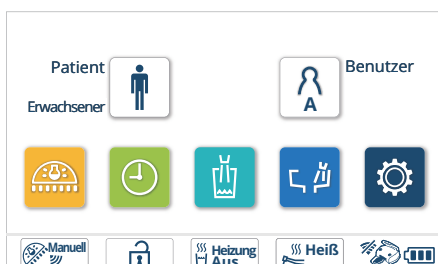 Patient
Benutzer
Erwachsener
A
Manuell
Heizung
Aus
Heiß